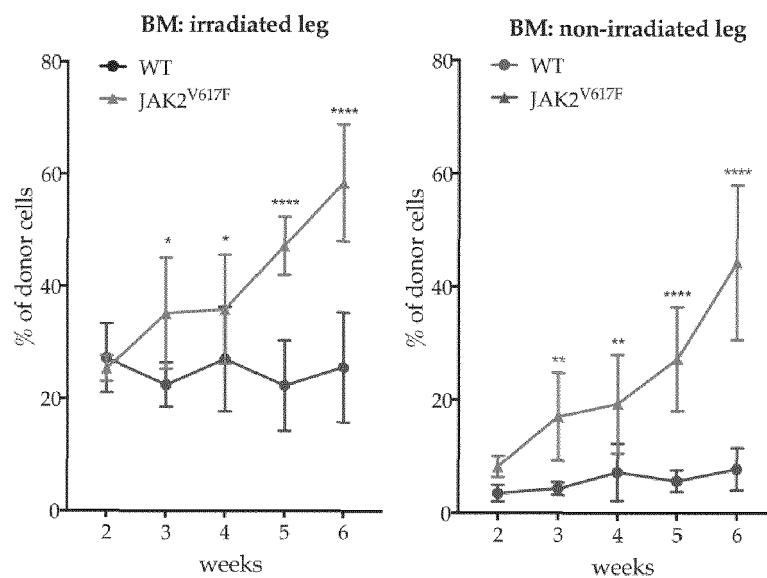 BM: irradiated leg
WT
JAK2V617F
% of donor cells
80
60
40
20
0
*
*
****
****
2 3 4 5 6
weeks
BM: non-irradiated leg
WT
JAK2V617F
% of donor cells
80
60
40
20
0
**
**
****
****
2 3 4 5 6
weeks